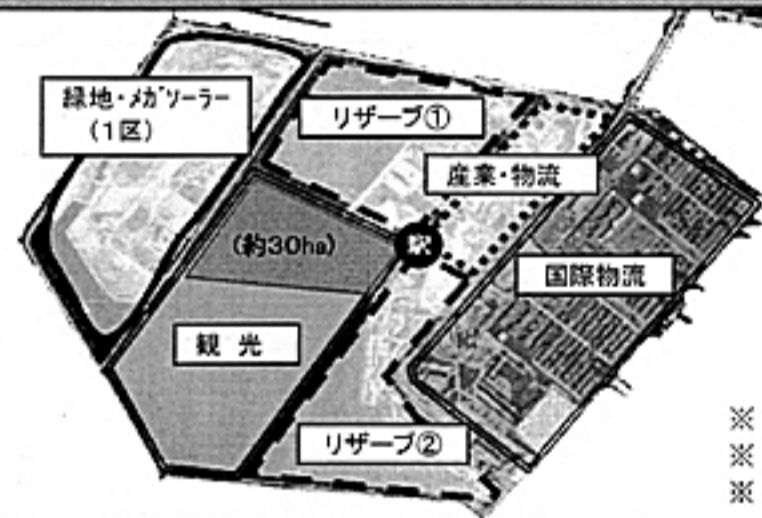 緑地・メガソーラー
(1区)
リザーブ①
産業・物流
駅
(約30ha)
国際物流
観 光
リザーブ②
※
※
※